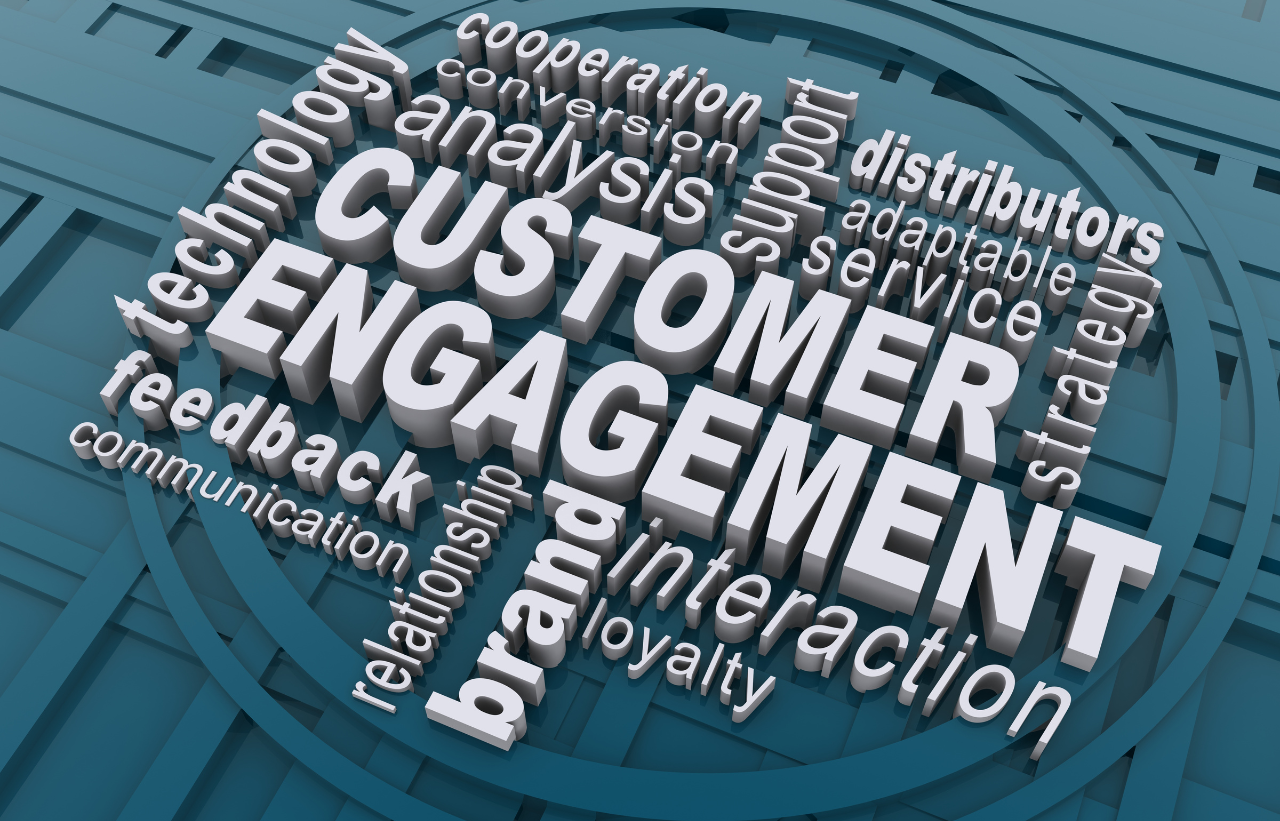 cooperation
conversion
analysis
technology
support
distributors
adaptable
service
strategy
CUSTOMER
ENGAGEMENT
feedback
communication
relationship
brand
interaction
loyalty